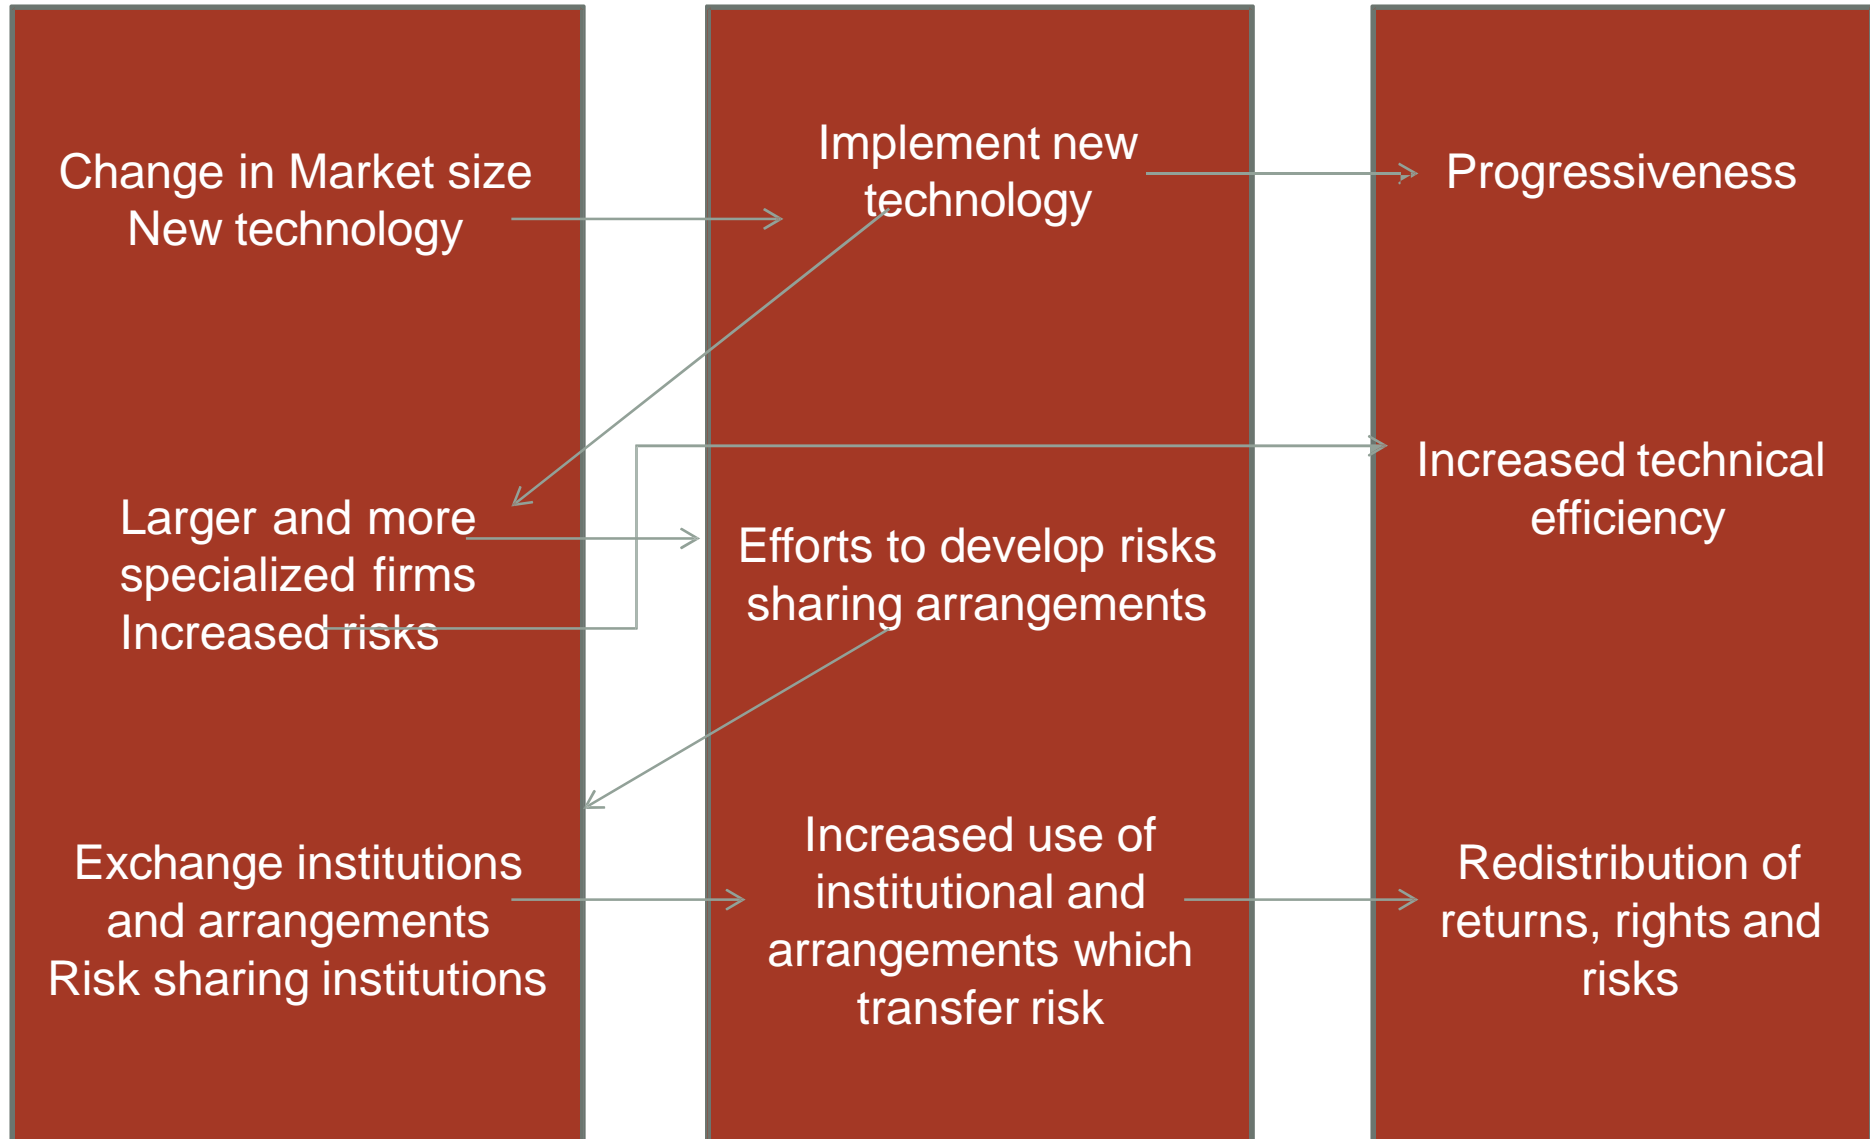 Change in Market size
New technology
Larger and more
specialized firms
Increased risks
Exchange institutions
and arrangements
Risk sharing institutions
Implement new
technology
Efforts to develop risks
sharing arrangements
Increased use of
institutional and
arrangements which
transfer risk
Progressiveness
Increased technical
efficiency
Redistribution of
returns, rights and
risks